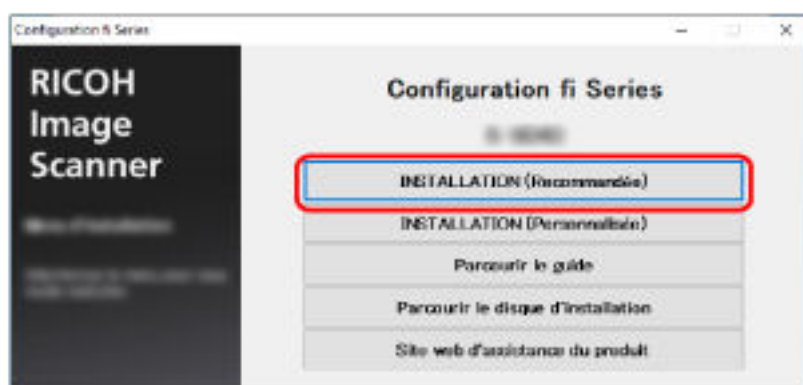 Configuration fi Series
RICOH
Image
Scanner
Configuration fi Series
INSTALLATION (Recommandée)
INSTALLATION (Personnalisée)
Parcourir le guide
Parcourir le disque d'installation
Site web d'assistance du produit